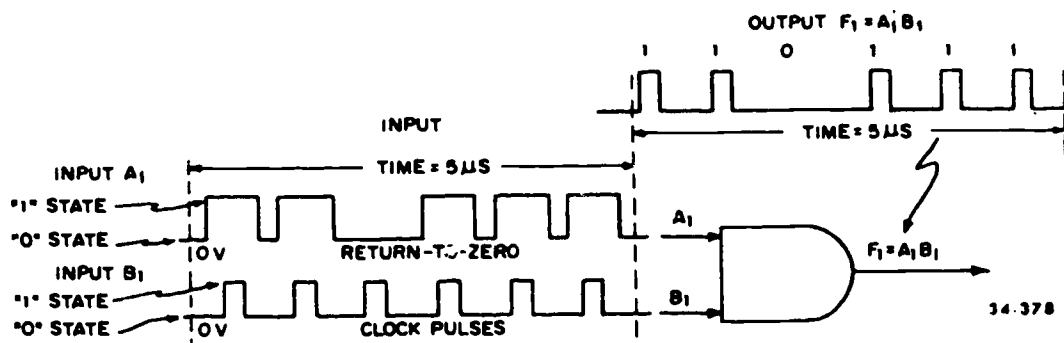 OUTPUT F₁ = A₁B₁
1 1 0 1 1 1
INPUT
TIME = 5 μS
TIME = 5 μS
INPUT A₁
"1" STATE
"0" STATE
0 V
RETURN-TO-ZERO
A₁
F₁ = A₁B₁
INPUT B₁
"1" STATE
"0" STATE
0 V
CLOCK PULSES
B₁
34-378